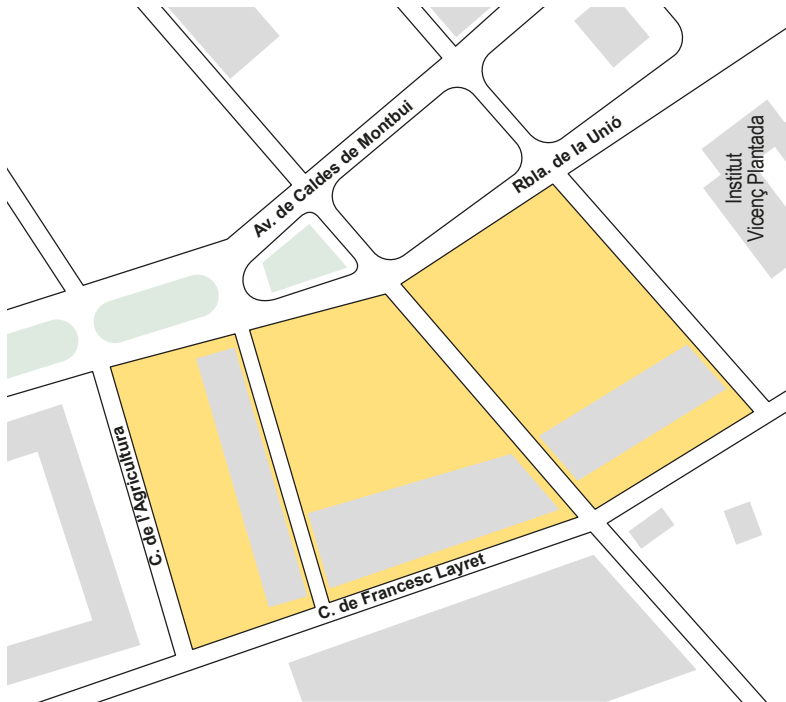 Av. de Caldes de Montbui
Rbla. de la Unió
Institut
Vicenç Plantada
C. de l'Agricultura
C. de Francesc Layret